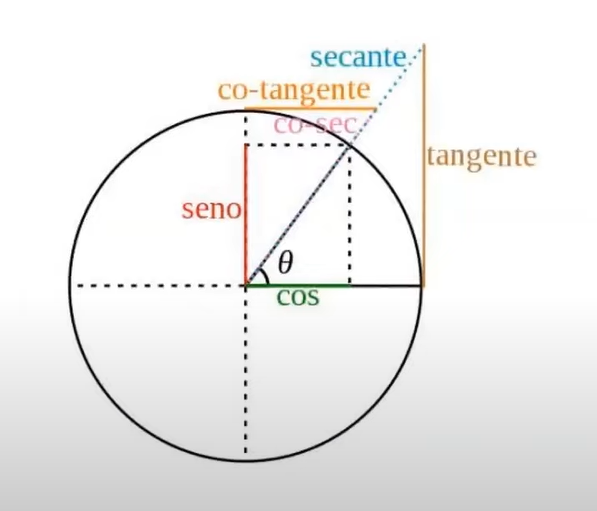 secante
co-tangente
co-sec
tangente
seno
θ
cos